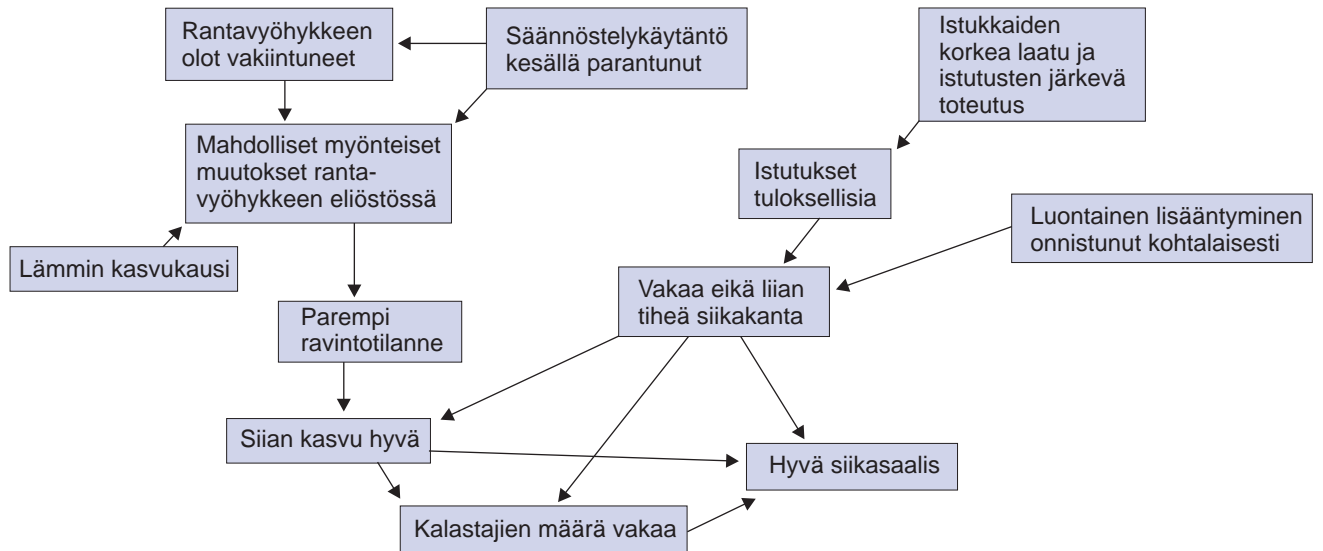 Rantavyöhykkeen
olot vakiintuneet
Säännöstelykäytäntö
kesällä parantunut
Istukkaiden
korkea laatu ja
istutusten järkevä
toteutus
Mahdolliset myönteiset
muutokset ranta-
vyöhykkeen eliöstössä
Istutukset
tuloksellisia
Luontainen lisääntyminen
onnistunut kohtalaisesti
Lämmin kasvukausi
Vakaa eikä liian
tiheä siikakanta
Parempi
ravintotilanne
Siian kasvu hyvä
Hyvä siikasaalis
Kalastajien määrä vakaa